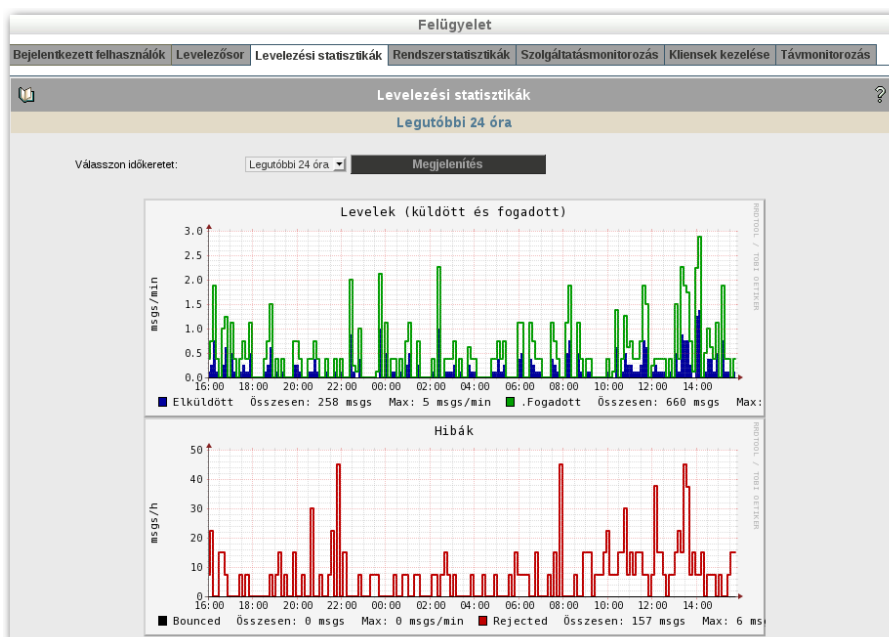 Felügyelet
Bejelentkezett felhasználók Levelezősor Levelezési statisztikák Rendszerstatisztikák Szolgáltatásmonitorozás Kliensek kezelése Távmonitorozás
Levelezési statisztikák ?
Legutóbbi 24 óra
Válasszon időkeretet: Legutóbbi 24 óra Megjelenítés
Levelek (küldött és fogadott)
RRDTOOL / TOBI OETIKER
msgs/min
3.0
2.5
2.0
1.5
1.0
0.5
0.0
16:00 18:00 20:00 22:00 00:00 02:00 04:00 06:00 08:00 10:00 12:00 14:00
Elküldött Összesen: 258 msgs Max: 5 msgs/min .Fogadott Összesen: 660 msgs Max:
Hibák
RRDTOOL / TOBI OETIKER
msgs/h
50
40
30
20
10
0
16:00 18:00 20:00 22:00 00:00 02:00 04:00 06:00 08:00 10:00 12:00 14:00
Bounced Összesen: 0 msgs Max: 0 msgs/min Rejected Összesen: 157 msgs Max: 6 ms